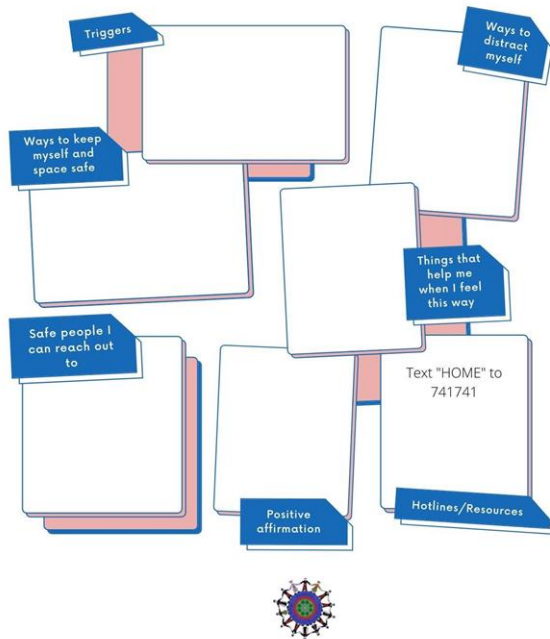 Triggers
Ways to
distract
myself
Ways to keep
myself and
space safe
Things that
help me
when I feel
this way
Safe people I
can reach out
to
Text "HOME" to
741741
Positive
affirmation
Hotlines/Resources